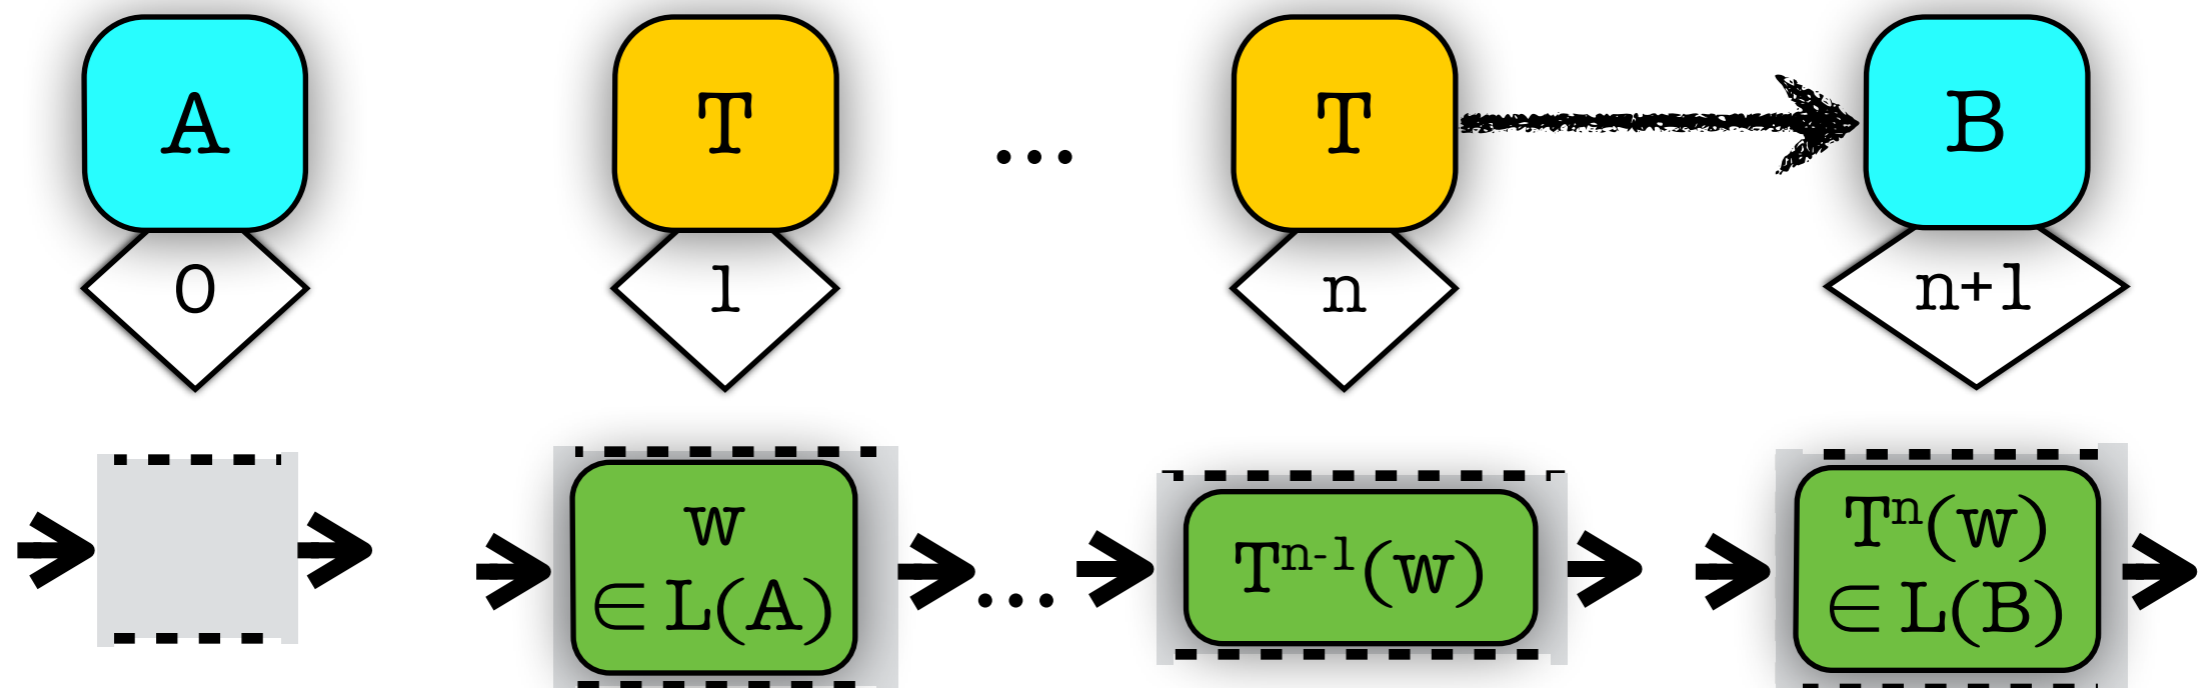 A T ... T B
0 1 n n+1
w
∈ L(A)
...
Tⁿ⁻¹(w)
Tⁿ(w)
∈ L(B)